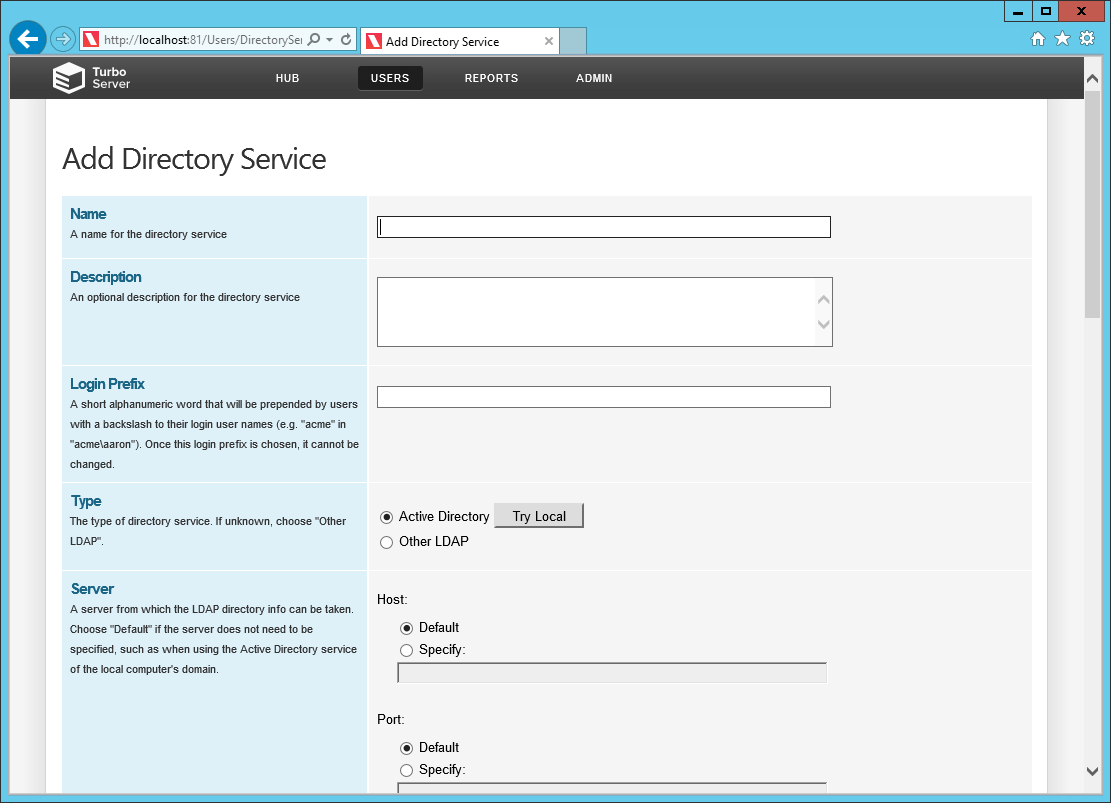 http://localhost:81/Users/DirectorySer
Add Directory Service
Turbo
Server
HUB
USERS
REPORTS
ADMIN
Add Directory Service
Name
A name for the directory service
Description
An optional description for the directory service
Login Prefix
A short alphanumeric word that will be prepended by users
with a backslash to their login user names (e.g. "acme" in
"acme\aaron"). Once this login prefix is chosen, it cannot be
changed.
Type
The type of directory service. If unknown, choose "Other
LDAP".
Active Directory
Try Local
Other LDAP
Server
A server from which the LDAP directory info can be taken.
Choose "Default" if the server does not need to be
specified, such as when using the Active Directory service
of the local computer's domain.
Host:
Default
Specify:
Port:
Default
Specify: